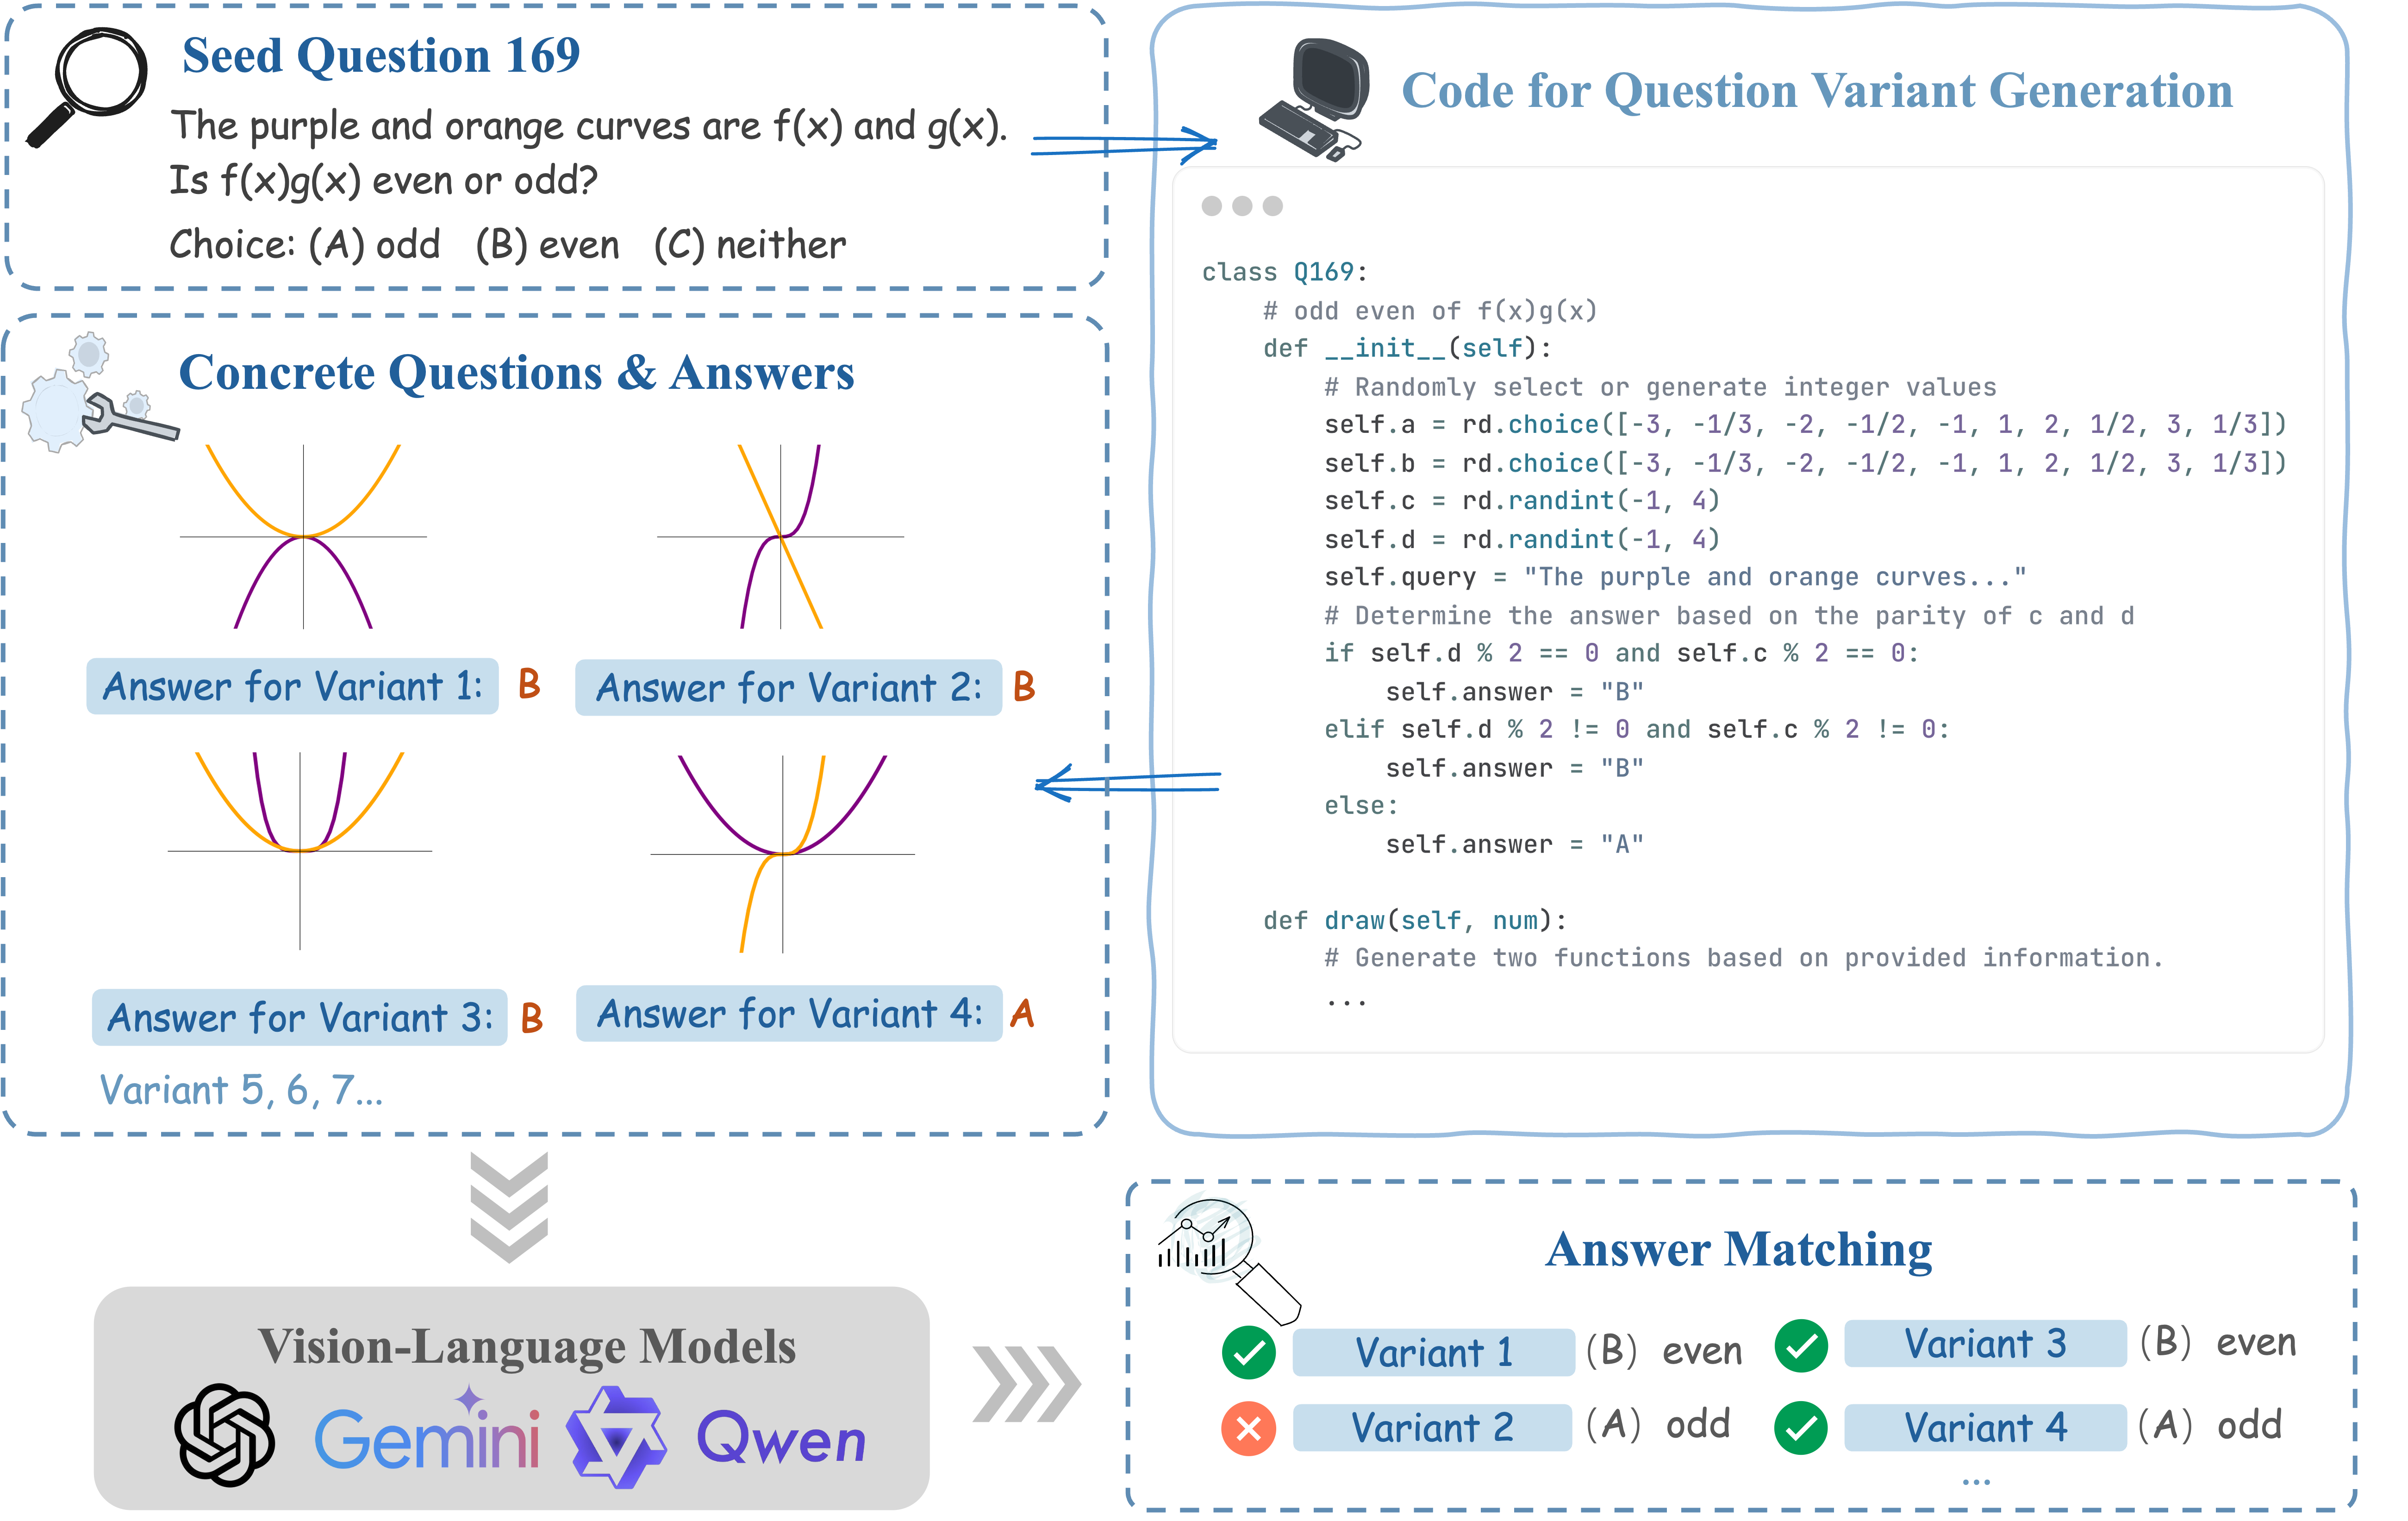 Seed Question 169
The purple and orange curves are f(x) and g(x).
Is f(x)g(x) even or odd?
Choice: (A) odd (B) even (C) neither
Code for Question Variant Generation
class Q169:
# odd even of f(x)g(x)
def __init__(self):
# Randomly select or generate integer values
self.a = rd.choice([-3, -1/3, -2, -1/2, -1, 1, 2, 1/2, 3, 1/3])
self.b = rd.choice([-3, -1/3, -2, -1/2, -1, 1, 2, 1/2, 3, 1/3])
self.c = rd.randint(-1, 4)
self.d = rd.randint(-1, 4)
self.query = "The purple and orange curves..."
# Determine the answer based on the parity of c and d
if self.d % 2 == 0 and self.c % 2 == 0:
self.answer = "B"
elif self.d % 2 != 0 and self.c % 2 != 0:
self.answer = "B"
else:
self.answer = "A"
def draw(self, num):
# Generate two functions based on provided information.
...
Concrete Questions & Answers
Answer for Variant 1: B
Answer for Variant 2: B
Answer for Variant 3: B
Answer for Variant 4: A
Variant 5, 6, 7...
Vision-Language Models
Gemini
Qwen
Answer Matching
Variant 1 (B) even
Variant 3 (B) even
Variant 2 (A) odd
Variant 4 (A) odd
...